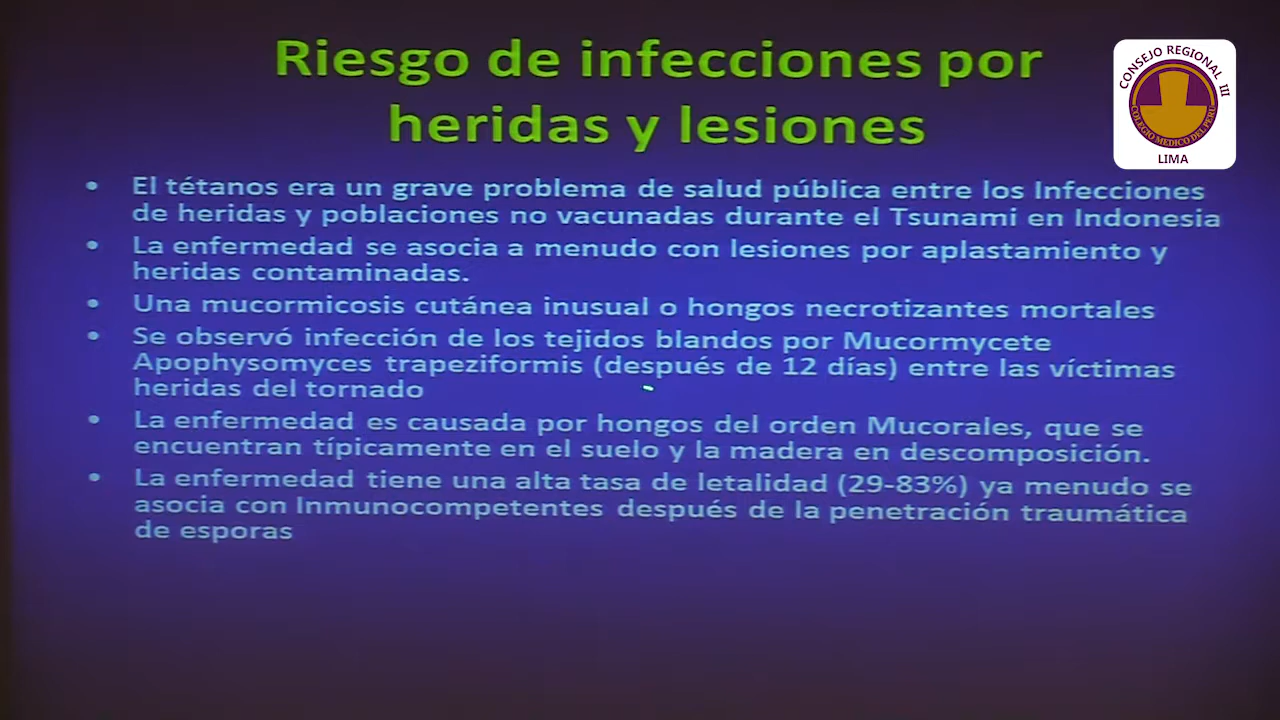 Riesgo de infecciones por
heridas y lesiones
• El tétanos era un grave problema de salud pública entre los Infecciones
de heridas y poblaciones no vacunadas durante el Tsunami en Indonesia
• La enfermedad se asocia a menudo con lesiones por aplastamiento y
heridas contaminadas.
• Una mucormicosis cutánea inusual o hongos necrotizantes mortales
• Se observó infección de los tejidos blandos por Mucormycete
Apophysomyces trapeziformis (después de 12 días) entre las víctimas
heridas del tornado
• La enfermedad es causada por hongos del orden Mucorales, que se
encuentran típicamente en el suelo y la madera en descomposición.
• La enfermedad tiene una alta tasa de letalidad (29-83%) ya menudo se
asocia con Inmunocompetentes después de la penetración traumática
de esporas
CONSEJO REGIONAL III
COLEGIO MEDICO DEL PERU
LIMA